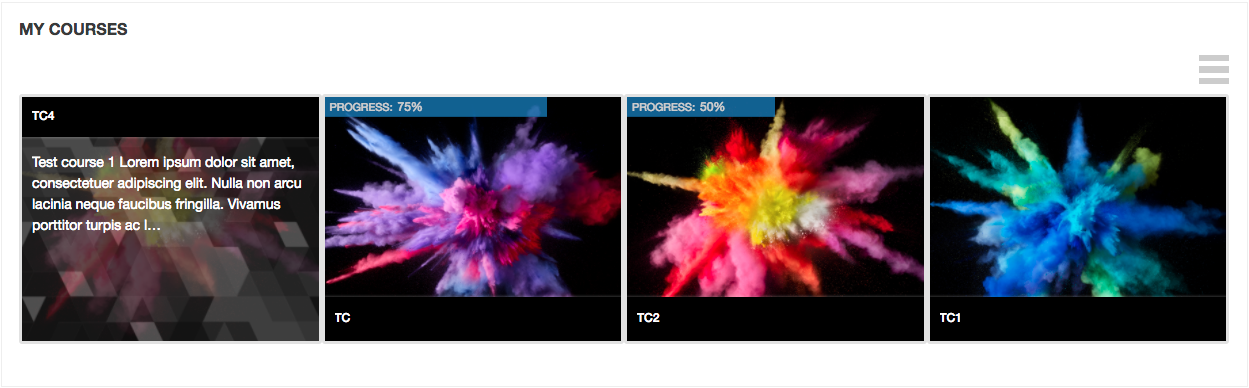 MY COURSES
TC4
Test course 1 Lorem ipsum dolor sit amet,
consectetuer adipiscing elit. Nulla non arcu
lacinia neque faucibus fringilla. Vivamus
porttitor turpis ac l...
PROGRESS: 75%
TC
PROGRESS: 50%
TC2
TC1